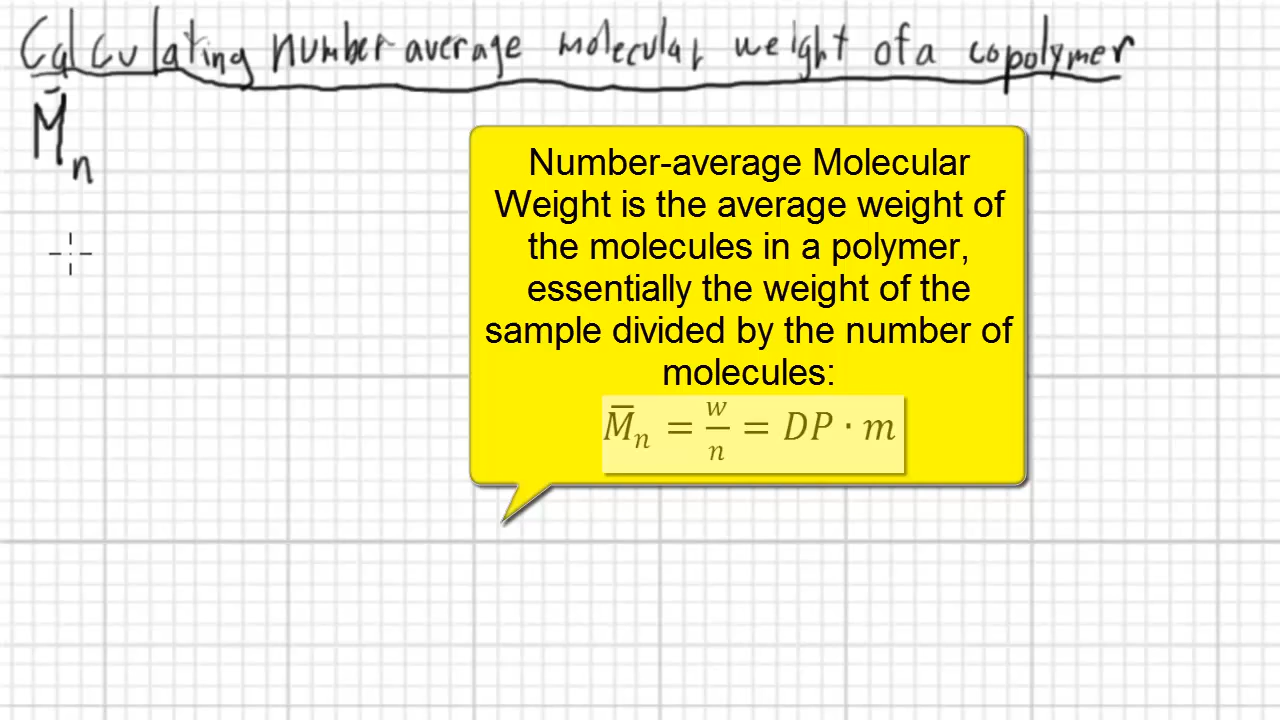 Calculating number average molecular weight of a copolymer
M̄n
Number-average Molecular
Weight is the average weight of
the molecules in a polymer,
essentially the weight of the
sample divided by the number of
molecules:
M̄ₙ = w/n = DP · m